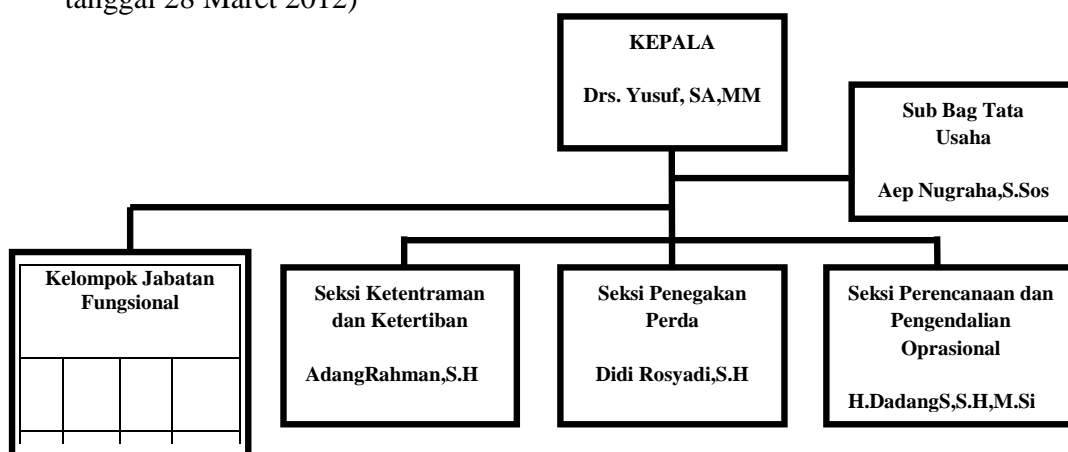 tanggal 28 Maret 2012)
KEPALA
Drs. Yusuf, SA,MM
Sub Bag Tata
Usaha
Aep Nugraha,S.Sos
Kelompok Jabatan
Fungsional
Seksi Ketentraman
dan Ketertiban
AdangRahman,S.H
Seksi Penegakan
Perda
Didi Rosyadi,S.H
Seksi Perencanaan dan
Pengendalian
Oprasional
H.DadangS,S.H,M.Si